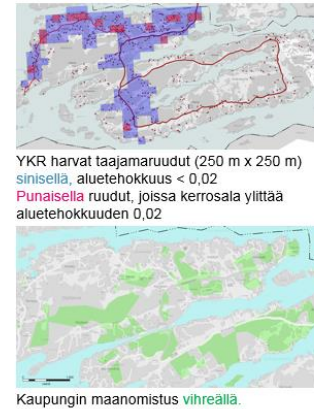 YKR harvat taajamaruudut (250 m x 250 m)
sinisellä, aluetehokkuus < 0,02
Punaisella ruudut, joissa kerrosala ylittää
aluetehokkuuden 0,02
Kaupungin maanomistus vihreällä.